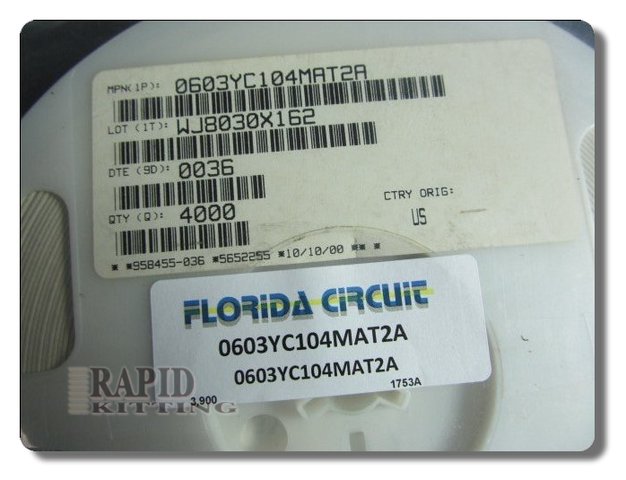 MPN(1P): 0603YC104MAT2A
LOT (1T): WJ8030X162
DTE (9D): 0036
QTY (Q): 4000
CTRY ORIG:
US
* *958455-036 *5652255 *10/10/00 ** *
FLORIDA CIRCUIT
0603YC104MAT2A
0603YC104MAT2A
3,900 1753A
RAPID
KITTING